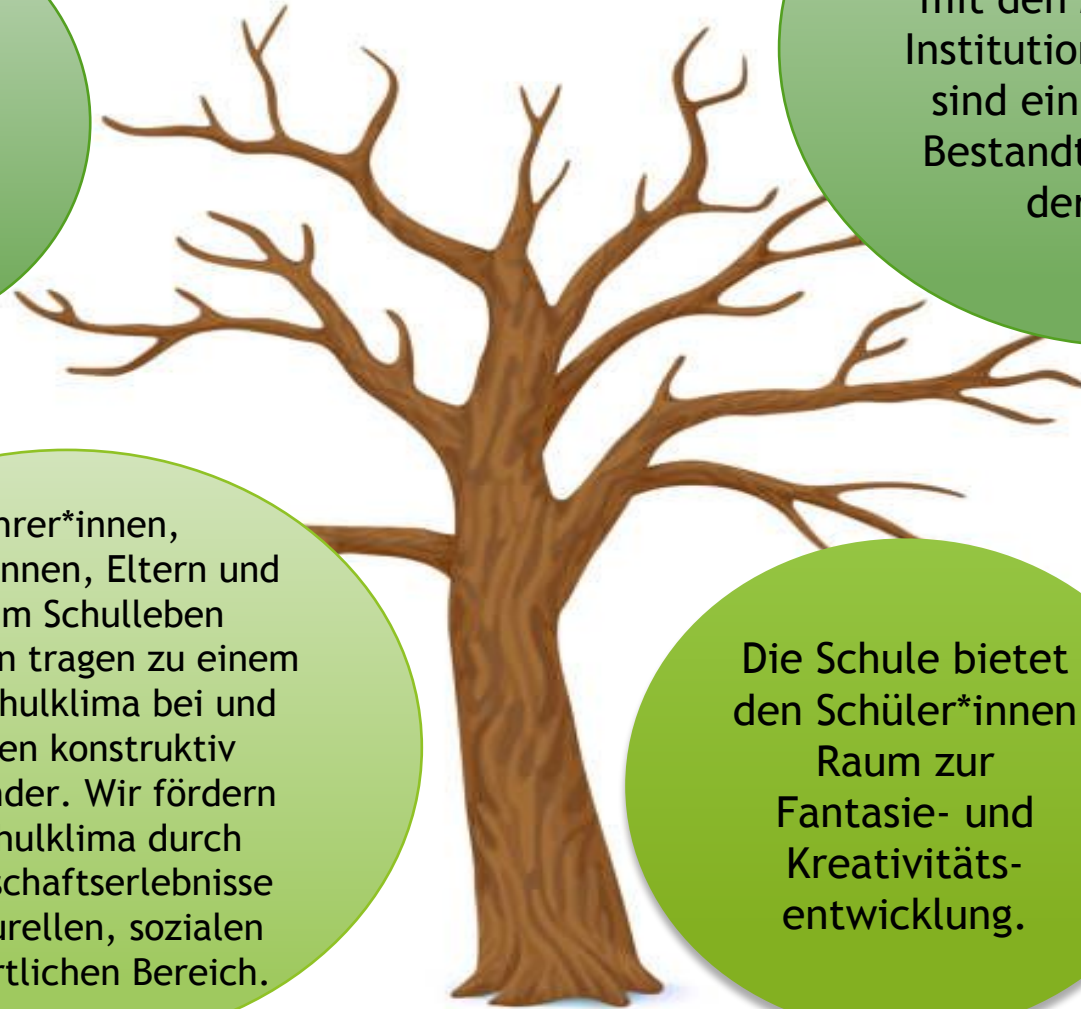 mit den
Institution
sind ein
Bestandt
der
hrer*innen,
innen, Eltern und
m Schulleben
n tragen zu einem
hulklima bei und
en konstruktiv
nder. Wir fördern
hulklima durch
schaftserlebnisse
urellen, sozialen
rtlichen Bereich.
Die Schule bietet
den Schüler*innen
Raum zur
Fantasie- und
Kreativitäts-
entwicklung.